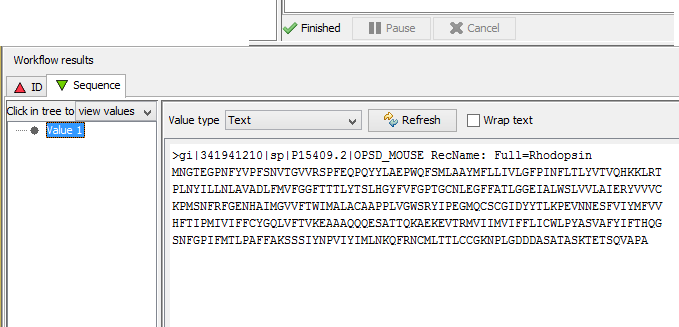 Finished
Pause
Cancel
Workflow results
ID
Sequence
Click in tree to view values
Value 1
Value type Text
Refresh
Wrap text
>gi|341941210|sp|P15409.2|OPSD_MOUSE RecName: Full=Rhodopsin
MNGTEGPNFYVPFSNVTGVVRSPFEQPQYYLAEPWQFSMLAAYMFLLIVLGFPINFLTLYVTVQHKKLRT
PLNYILLNLAVADLFMVFGGFTTTLYTSLHGYFVFGPTGCNLEGFFATLGGEIALWSLVVLAIERYVVVC
KPMSNFRFGENHAIMGVVFTWIMALACAAPPLVGWSRYIPEGMQCSCGIDYYTLKPEVNNESFVIYMFVV
HFTIPMIVIFFCYGQLVFTVKEAAAQQQESATTQKAEKEVTRMVIIMVIFFLICWLPYASVAFYIFTHQG
SNFGPIFMTLPAFFAKSSSIYNPVIYIMLNKQFRNCMLTTLCCGKNPLGDDDASATASKTETSQVAPA